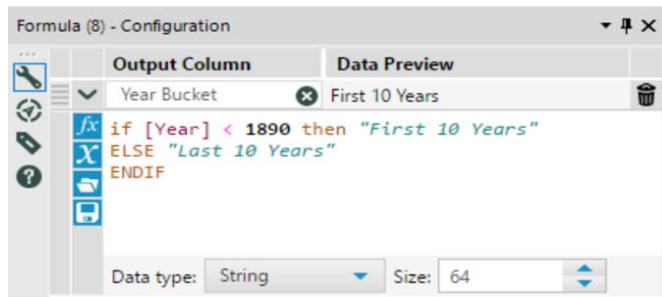 Formula (8) - Configuration
Output Column Data Preview
Year Bucket First 10 Years
fx if [Year] < 1890 then "First 10 Years"
X ELSE "Last 10 Years"
ENDIF
Data type: String Size: 64